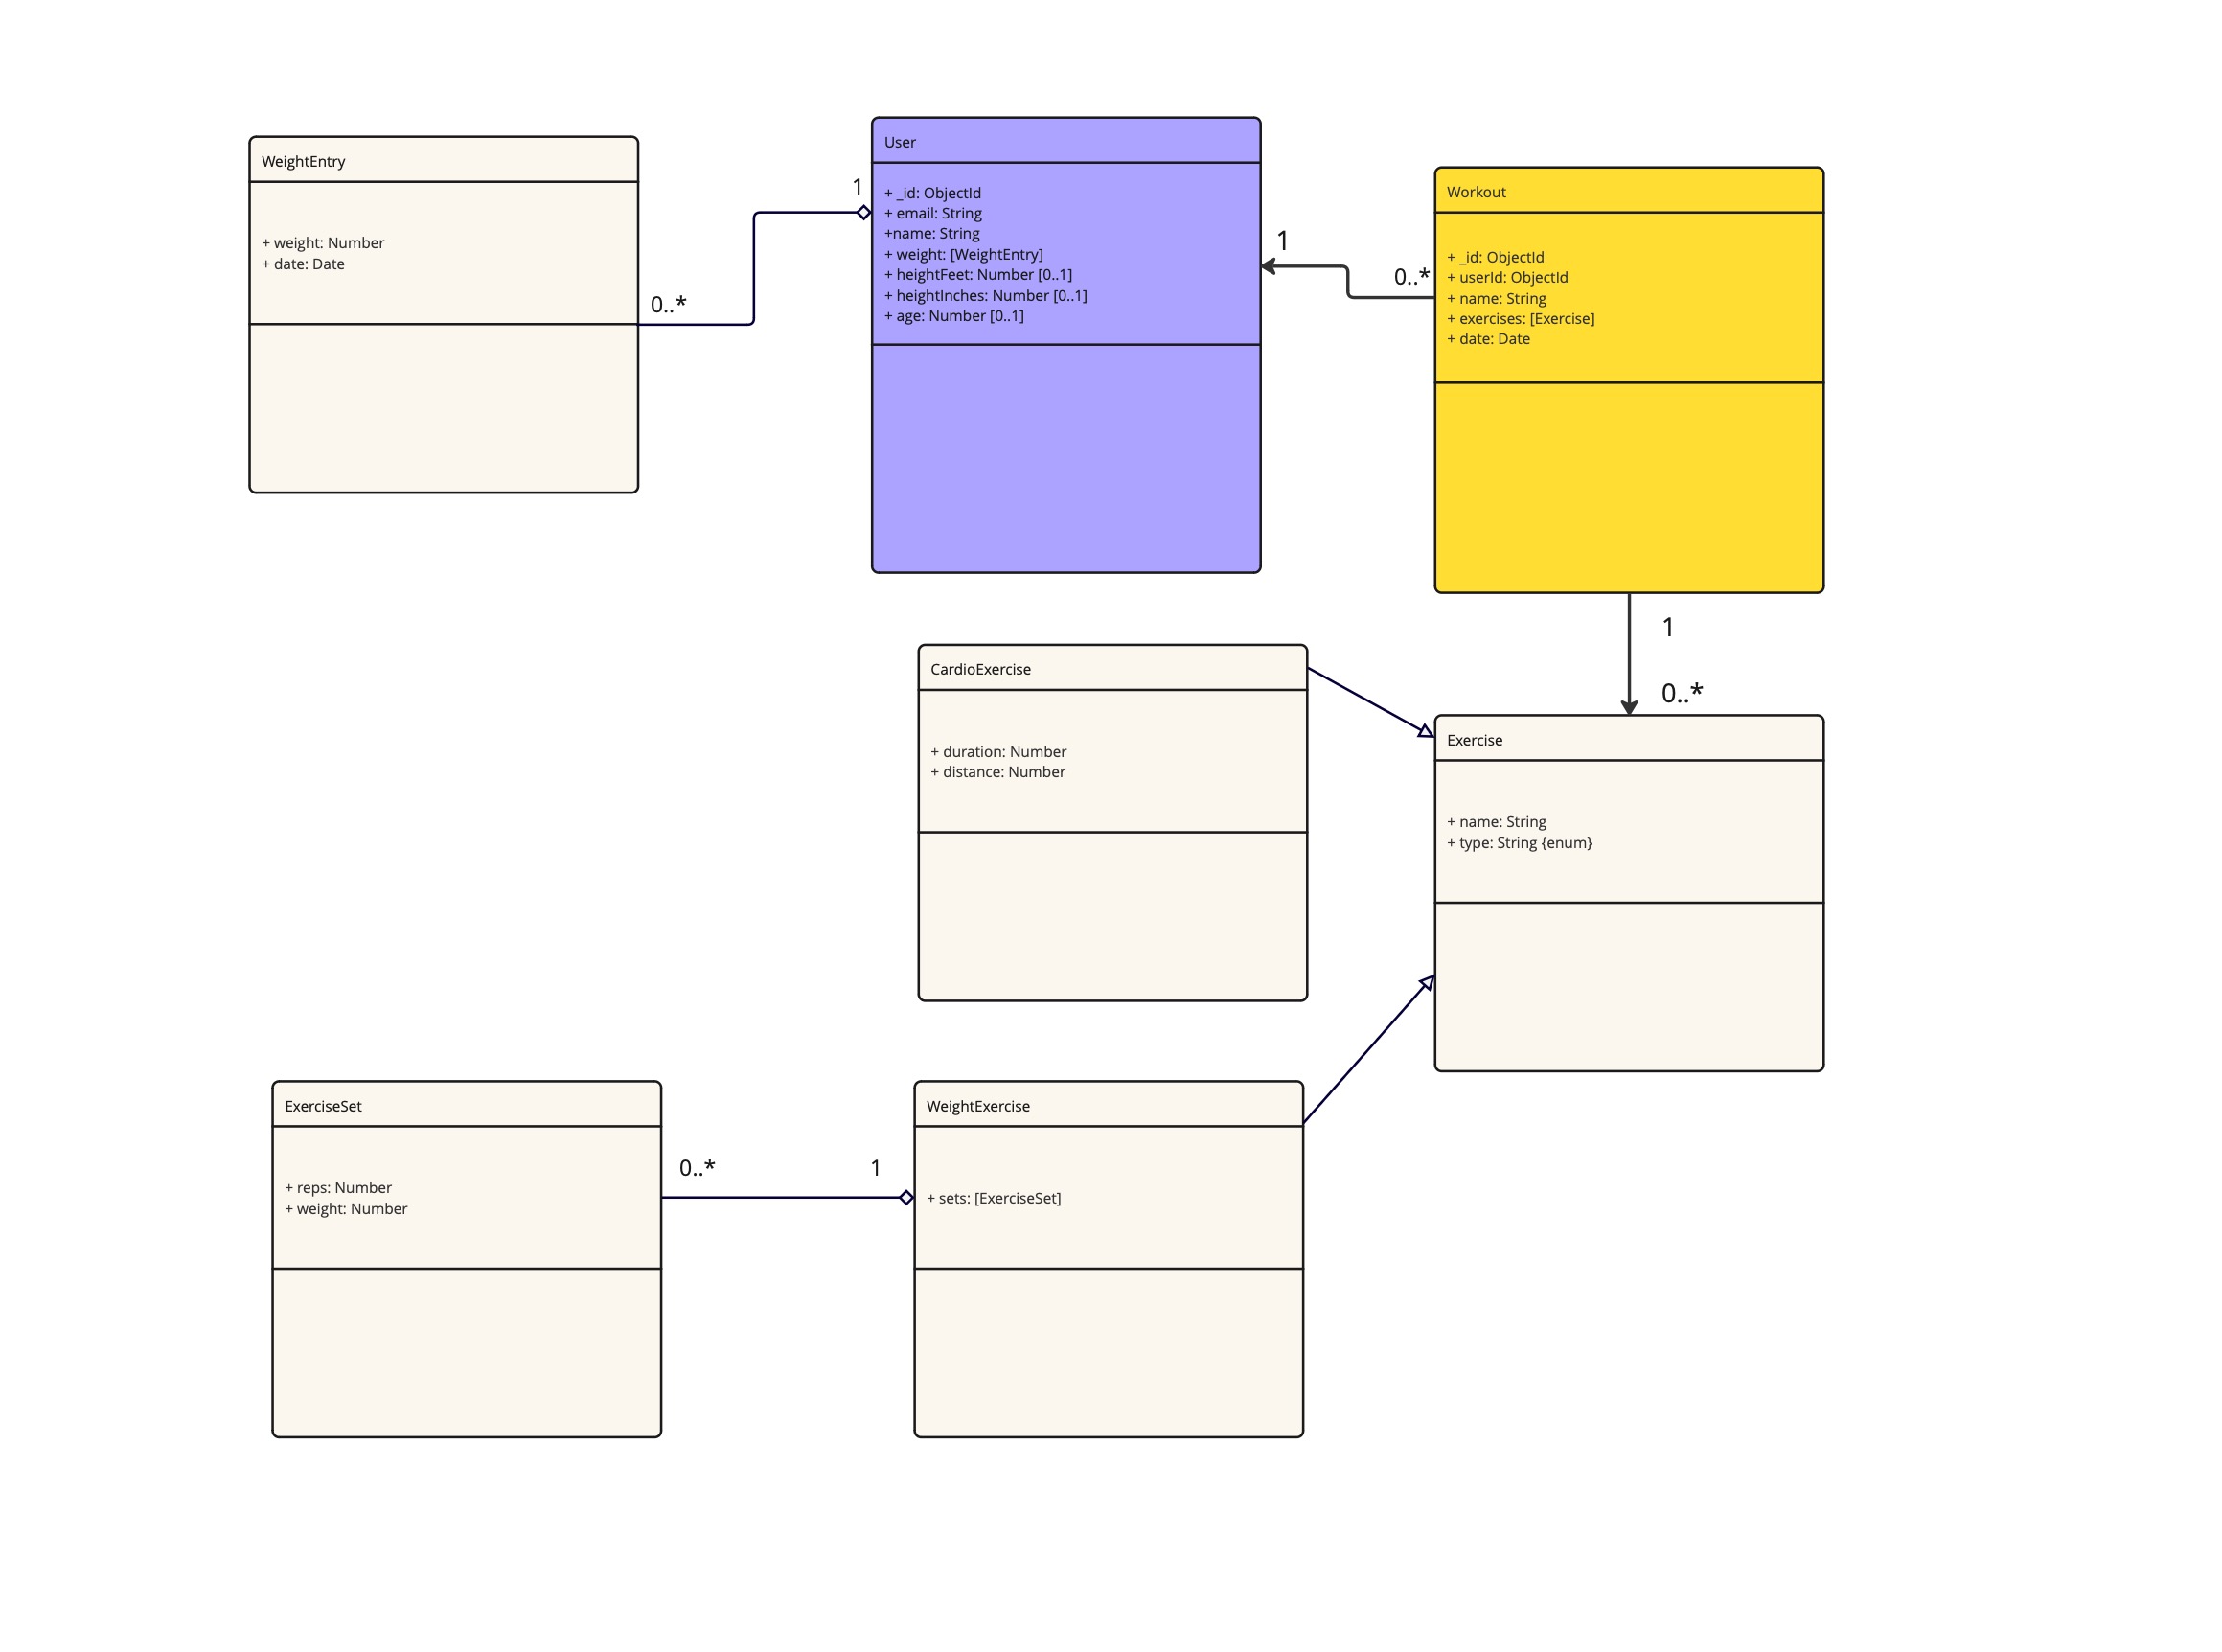 WeightEntry
+ weight: Number
+ date: Date
0..*
1
User
+ _id: ObjectId
+ email: String
+name: String
+ weight: [WeightEntry]
+ heightFeet: Number [0..1]
+ heightInches: Number [0..1]
+ age: Number [0..1]
1
0..*
Workout
+ _id: ObjectId
+ userId: ObjectId
+ name: String
+ exercises: [Exercise]
+ date: Date
1
0..*
CardioExercise
+ duration: Number
+ distance: Number
Exercise
+ name: String
+ type: String {enum}
ExerciseSet
+ reps: Number
+ weight: Number
0..*
1
WeightExercise
+ sets: [ExerciseSet]